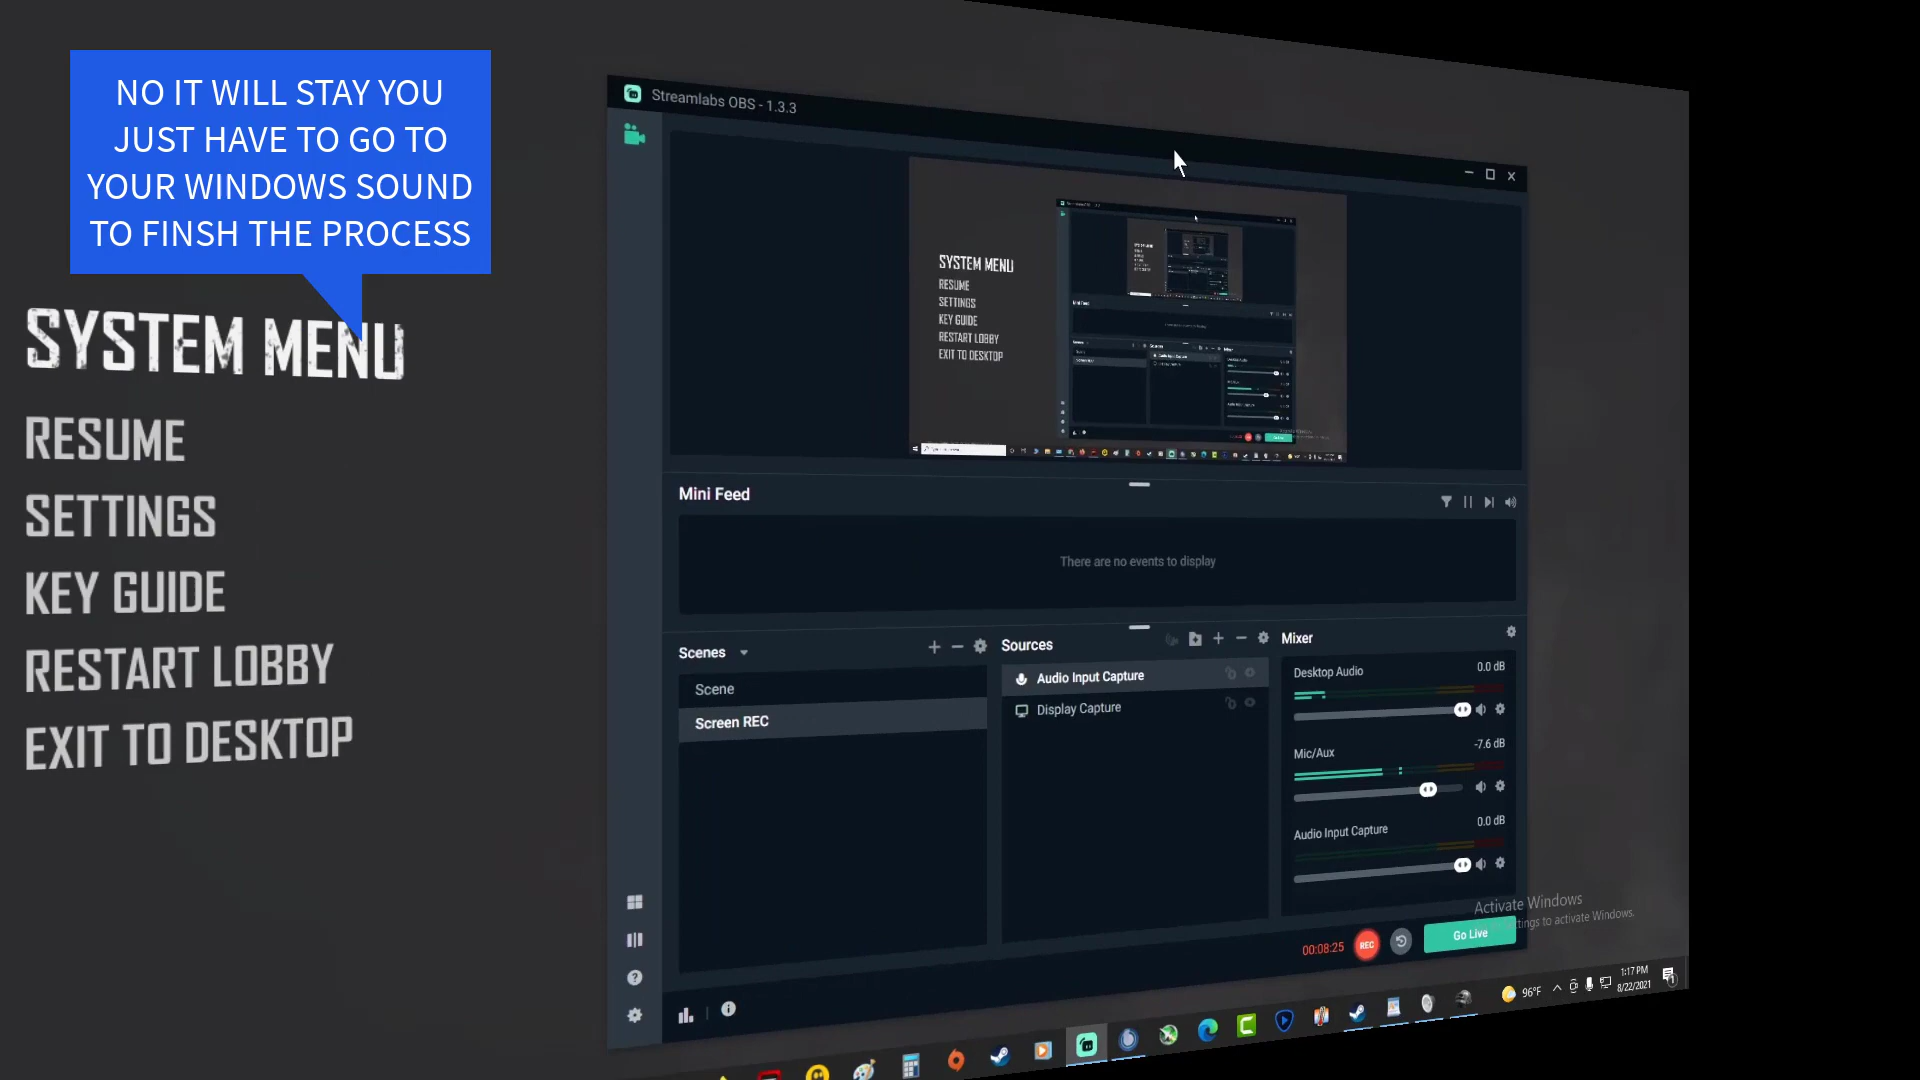 NO IT WILL STAY YOU
JUST HAVE TO GO TO
YOUR WINDOWS SOUND
TO FINSH THE PROCESS
SYSTEM MENU
RESUME
SETTINGS
KEY GUIDE
RESTART LOBBY
EXIT TO DESKTOP
Streamlabs OBS - 1.3.3
SYSTEM MENU
RESUME
SETTINGS
KEY GUIDE
RESTART LOBBY
EXIT TO DESKTOP
Mini Feed
There are no events to display
Scenes
Scene
Screen REC
Sources
Audio Input Capture
Display Capture
Mixer
Desktop Audio 0.0 dB
Mic/Aux -7.6 dB
Audio Input Capture 0.0 dB
Activate Windows
to activate Windows.
00:08:25 REC Go Live
96°F
1:17 PM
8/22/2021